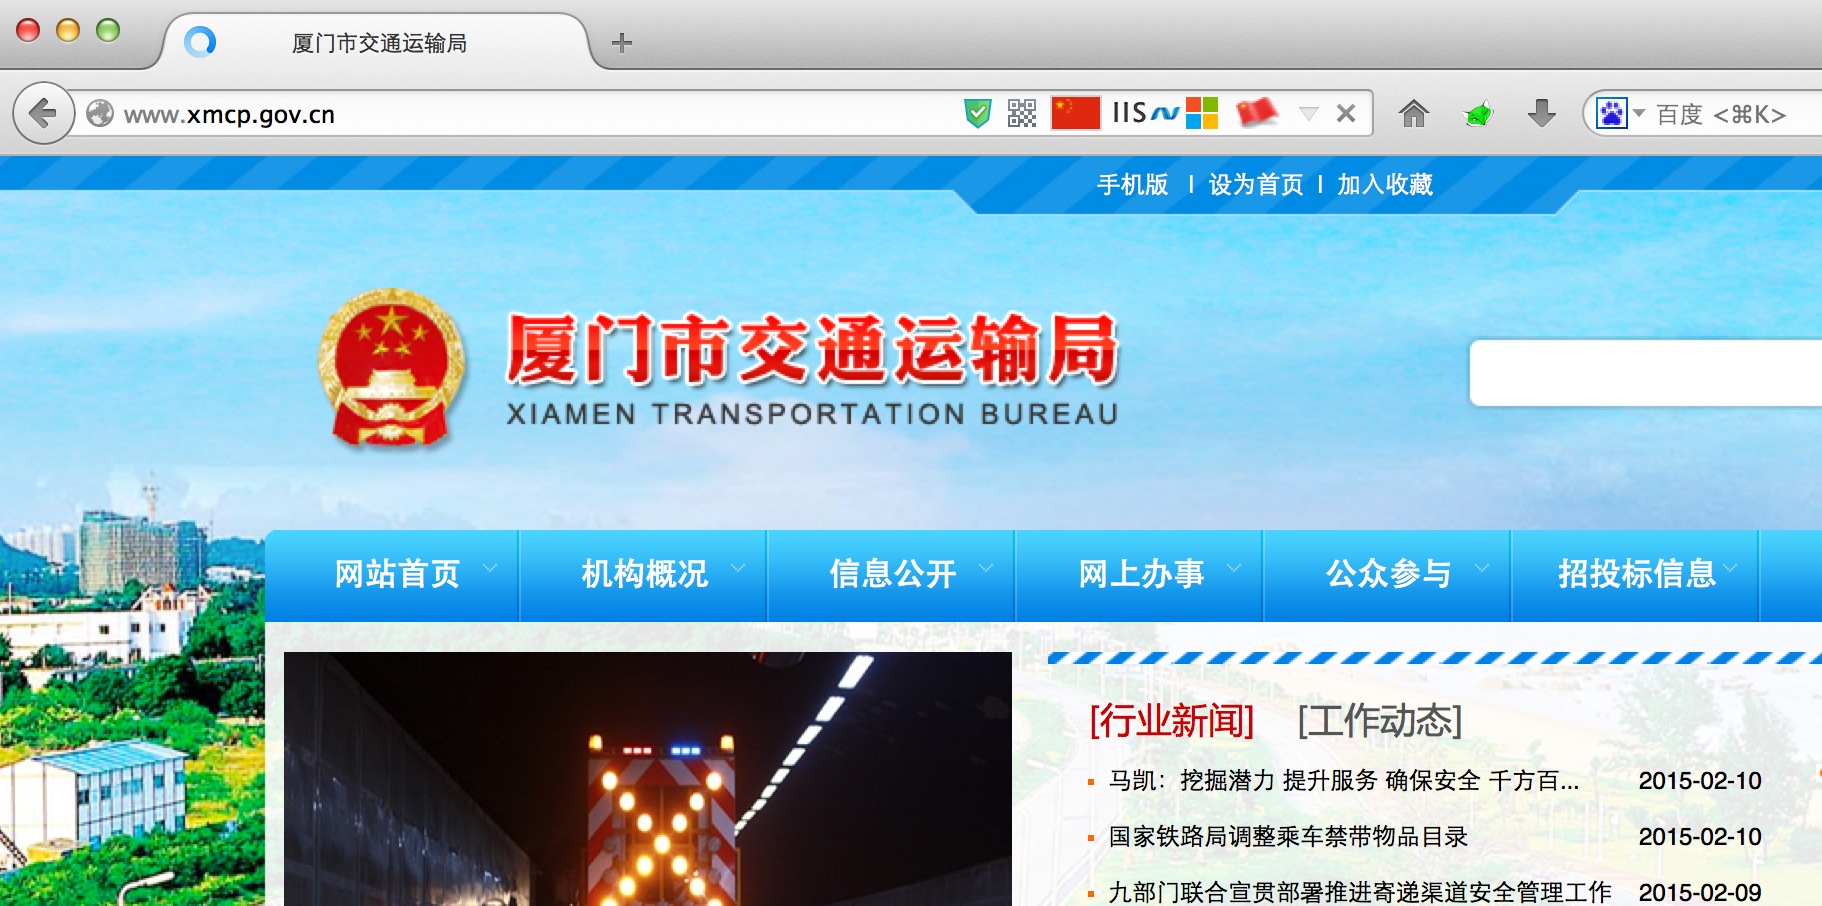 厦门市交通运输局
www.xmcp.gov.cn
IIS
百度 <⌘K>
手机版 | 设为首页 | 加入收藏
厦门市交通运输局
XIAMEN TRANSPORTATION BUREAU
网站首页 机构概况 信息公开 网上办事 公众参与 招投标信息
[行业新闻] [工作动态]
马凯：挖掘潜力 提升服务 确保安全 千方百... 2015-02-10
国家铁路局调整乘车禁带物品目录 2015-02-10
九部门联合宣贯部署推进寄递渠道安全管理工作 2015-02-09